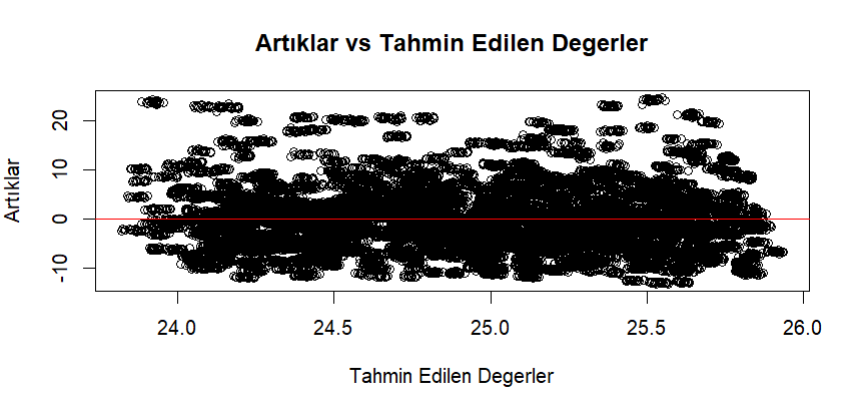 Artıklar vs Tahmin Edilen Degerler
Artıklar
20
10
0
-10
24.0 24.5 25.0 25.5 26.0
Tahmin Edilen Degerler